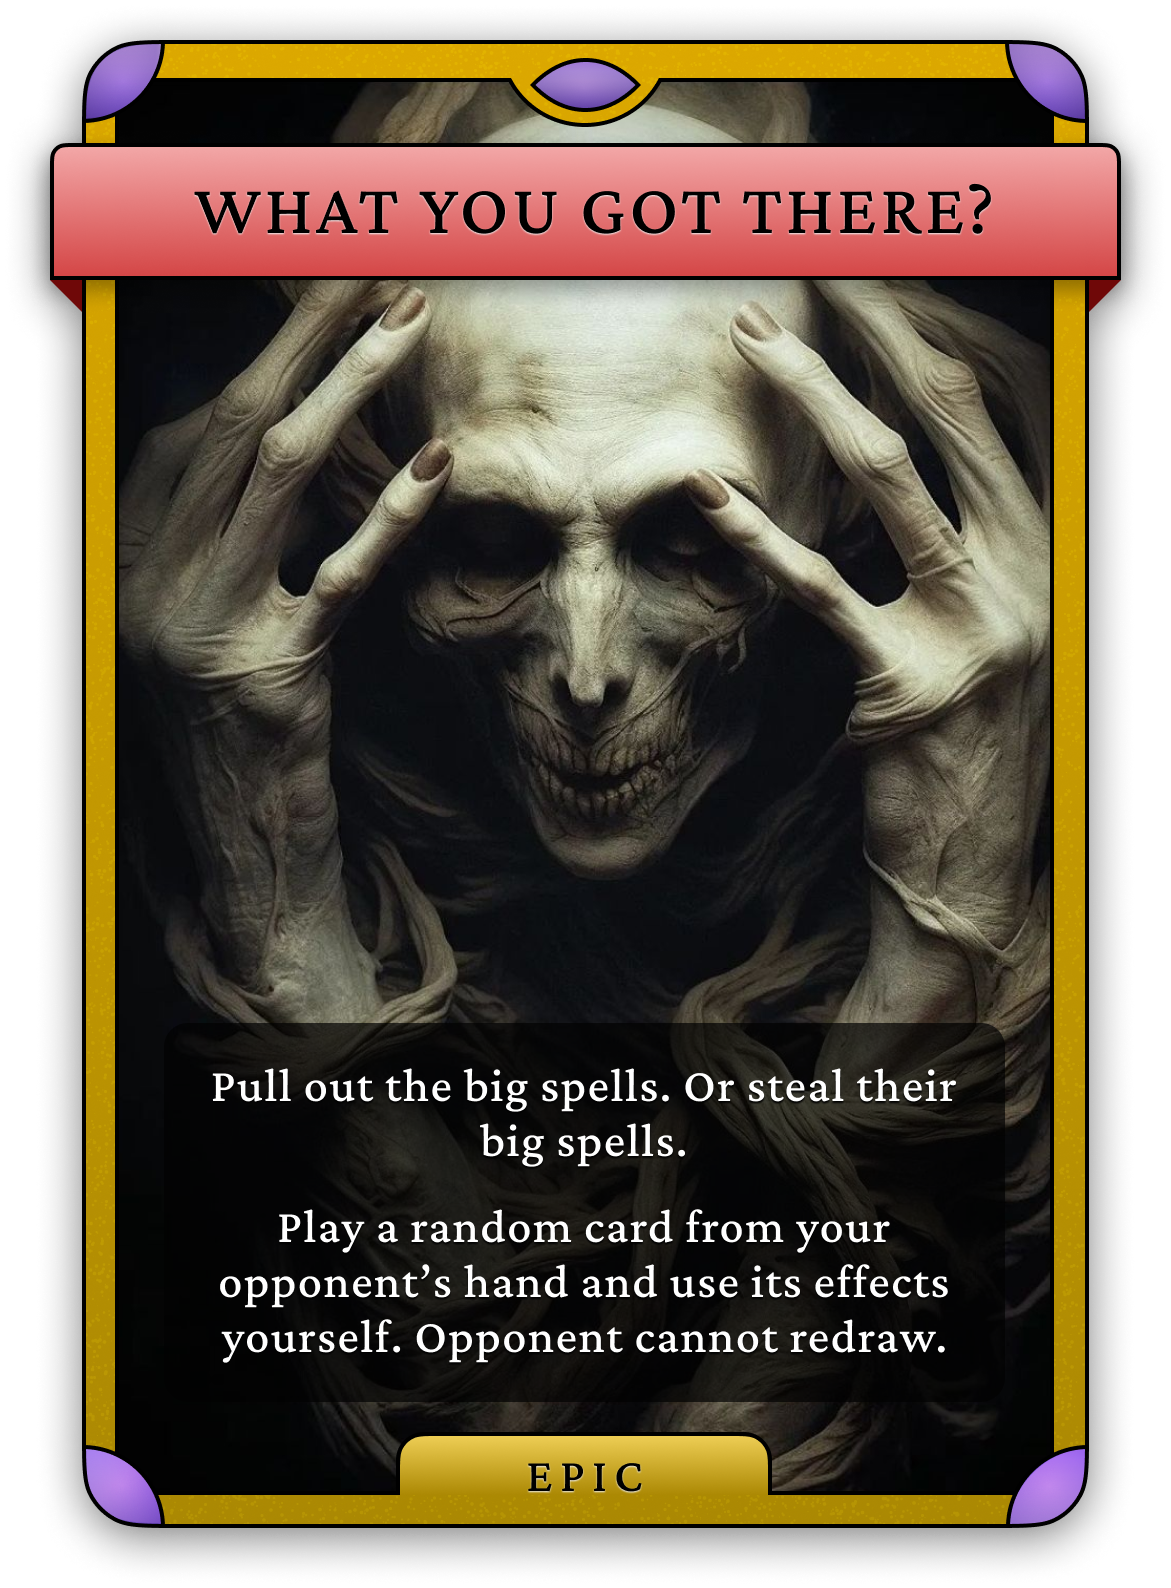 WHAT YOU GOT THERE?
Pull out the big spells. Or steal their
big spells.
Play a random card from your
opponent’s hand and use its effects
yourself. Opponent cannot redraw.
EPIC